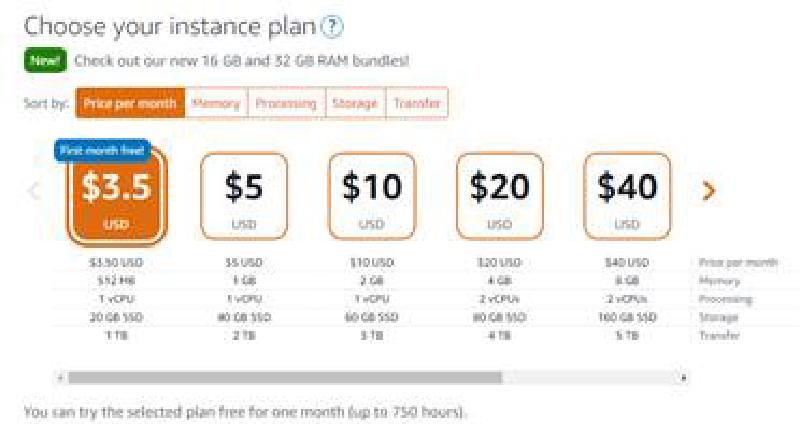 Choose your instance plan ?
New! Check out our new 16 GB and 32 GB RAM bundles!
Sort by: Price per month Memory Processing Storage Transfer
First month free!
$3.5 $5 $10 $20 $40
USD USD USD USD USD
$3.50 USD $5 USD $10 USD $20 USD $40 USD Price per month
512 MB 1 GB 2 GB 4 GB 8 GB Memory
1 vCPU 1 vCPU 1 vCPU 2 vCPUs 2 vCPUs Processing
20 GB SSD 40 GB SSD 60 GB SSD 80 GB SSD 160 GB SSD Storage
1 TB 2 TB 3 TB 4 TB 5 TB Transfer
You can try the selected plan free for one month (up to 750 hours).